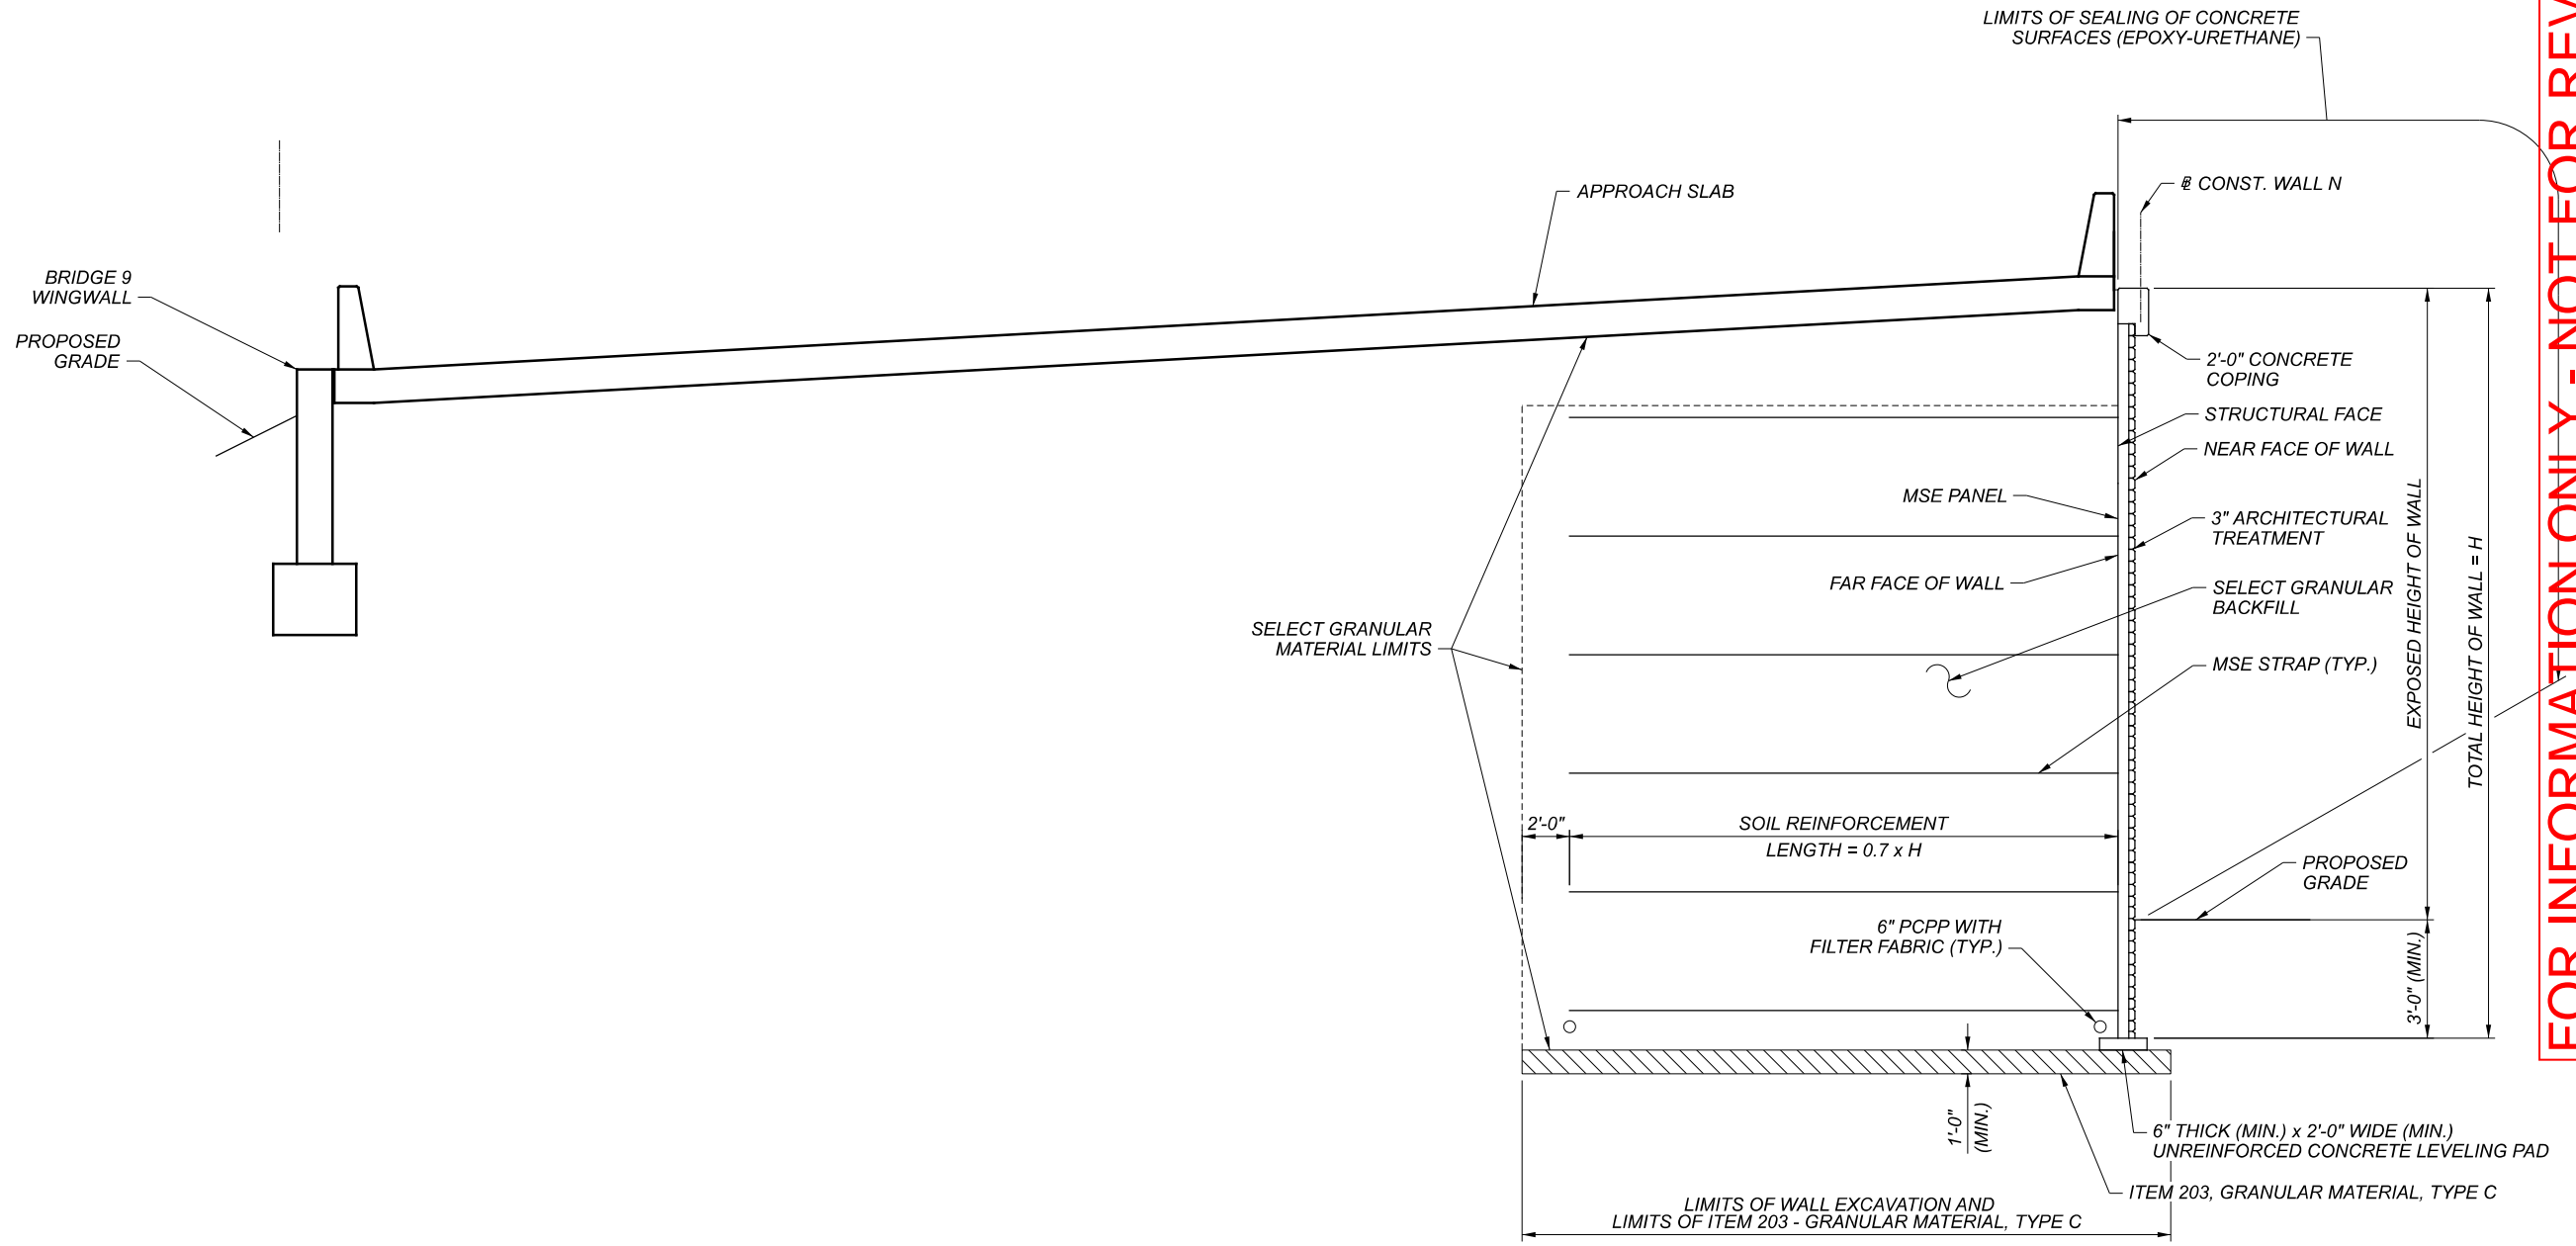 LIMITS OF SEALING OF CONCRETE
SURFACES (EPOXY-URETHANE)
APPROACH SLAB
CONST. WALL N
BRIDGE 9
WINGWALL
PROPOSED
GRADE
2'-0" CONCRETE
COPING
STRUCTURAL FACE
NEAR FACE OF WALL
MSE PANEL
3" ARCHITECTURAL
TREATMENT
FAR FACE OF WALL
SELECT GRANULAR
BACKFILL
SELECT GRANULAR
MATERIAL LIMITS
MSE STRAP (TYP.)
EXPOSED HEIGHT OF WALL
TOTAL HEIGHT OF WALL = H
2'-0"
SOIL REINFORCEMENT
LENGTH = 0.7 x H
PROPOSED
GRADE
6" PCPP WITH
FILTER FABRIC (TYP.)
3'-0" (MIN.)
1'-0"
(MIN.)
6" THICK (MIN.) x 2'-0" WIDE (MIN.)
UNREINFORCED CONCRETE LEVELING PAD
ITEM 203, GRANULAR MATERIAL, TYPE C
LIMITS OF WALL EXCAVATION AND
LIMITS OF ITEM 203 - GRANULAR MATERIAL, TYPE C
FOR INFORMATION ONLY - NOT FOR REV